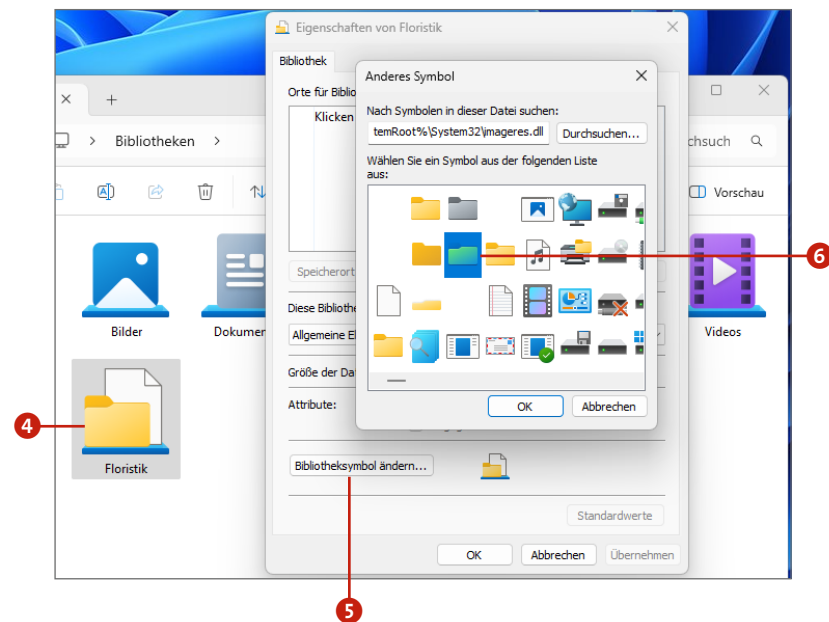 Eigenschaften von Floristik
Bibliothek
Anderes Symbol
Orte für Biblio
Klicken
Nach Symbolen in dieser Datei suchen:
temRoot%\System32\imageres.dll
Durchsuchen...
Wählen Sie ein Symbol aus der folgenden Liste
aus:
Bibliotheken
chsuch
Vorschau
6
Speicherort
Diese Bibliothe
Allgemeine El
Bilder
Dokumen
Videos
Größe der Da
Attribute:
OK
Abbrechen
4
Floristik
Bibliotheksymbol ändern...
Standardwerte
OK
Abbrechen
Übernehmen
5